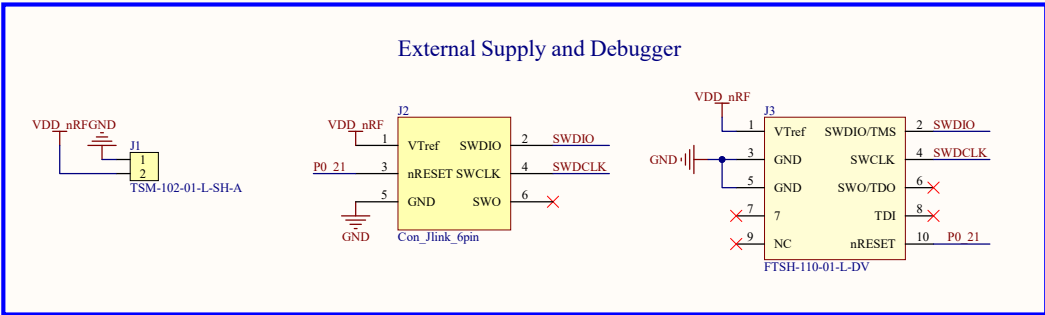 External Supply and Debugger
VDD_nRF GND
J1
1
2
TSM-102-01-L-SH-A
J2
VDD_nRF
1 VTref SWDIO 2 SWDIO
P0_21 3 nRESET SWCLK 4 SWDCLK
5 GND SWO 6
GND
Con_Jlink_6pin
VDD_nRF
J3
1 VTref SWDIO/TMS 2 SWDIO
GND 3 GND SWCLK 4 SWDCLK
5 GND SWO/TDO 6
7 7 TDI 8
9 NC nRESET 10 P0_21
FTSH-110-01-L-DV